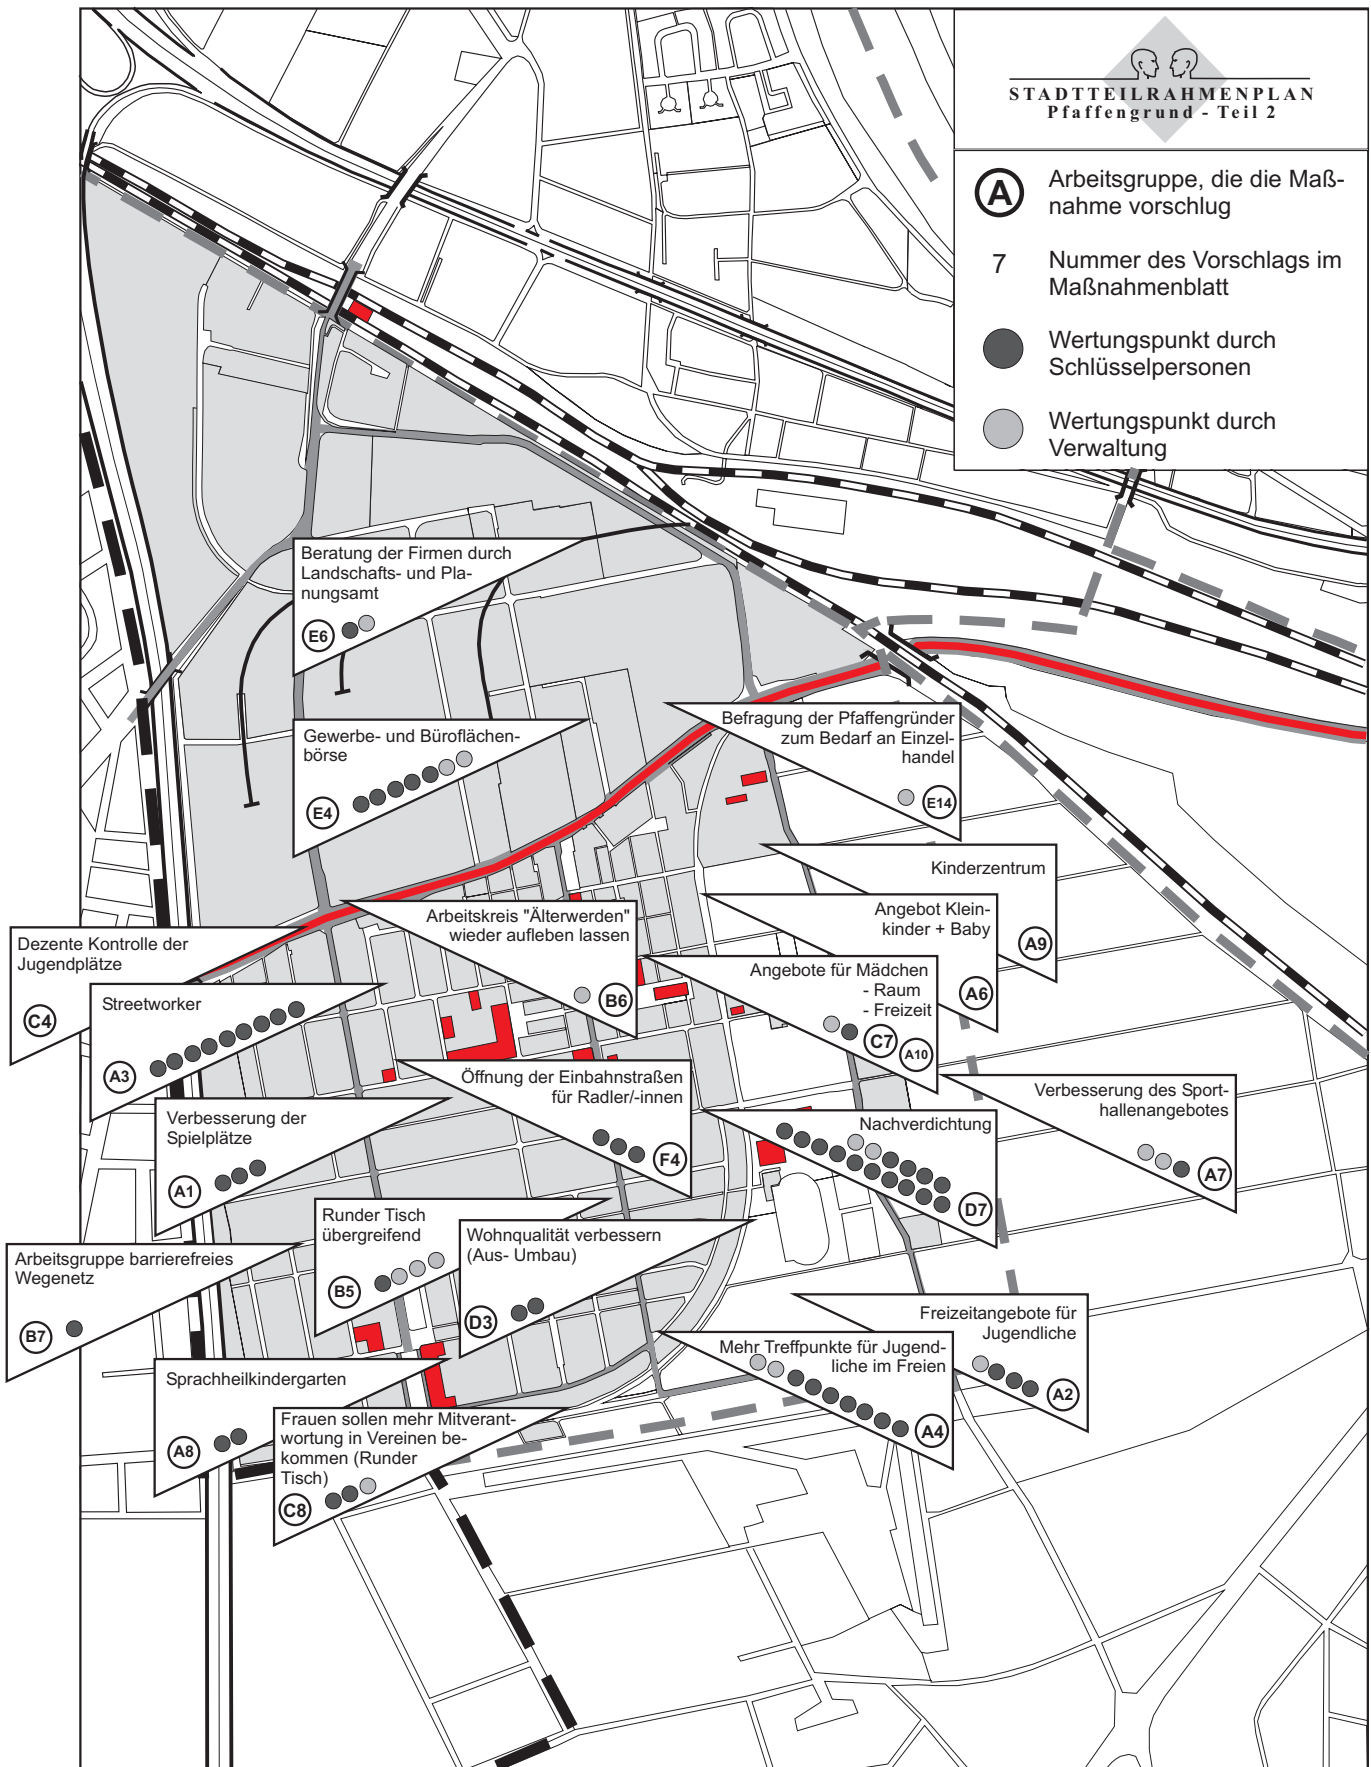 STADTTEILRAHMENPLAN
Pfaffengrund - Teil 2
A
Arbeitsgruppe, die die Maß-
nahme vorschlug
7
Nummer des Vorschlags im
Maßnahmenblatt
Wertungspunkt durch
Schlüsselpersonen
Wertungspunkt durch
Verwaltung
Beratung der Firmen durch
Landschafts- und Pla-
nungsamt
E6
Gewerbe- und Büroflächen-
börse
E4
Befragung der Pfaffengründer
zum Bedarf an Einzel-
handel
E14
Kinderzentrum
A9
Angebot Klein-
kinder + Baby
A6
Arbeitskreis "Älterwerden"
wieder aufleben lassen
B6
Dezente Kontrolle der
Jugendplätze
C4
Angebote für Mädchen
- Raum
- Freizeit
C7
A10
Streetworker
A3
Öffnung der Einbahnstraßen
für Radler/-innen
F4
Verbesserung des Sport-
hallenangebotes
A7
Verbesserung der
Spielplätze
A1
Nachverdichtung
D7
Runder Tisch
übergreifend
B5
Wohnqualität verbessern
(Aus- Umbau)
D3
Arbeitsgruppe barrierefreies
Wegenetz
B7
Freizeitangebote für
Jugendliche
A2
Mehr Treffpunkte für Jugend-
liche im Freien
A4
Sprachheilkindergarten
A8
Frauen sollen mehr Mitverant-
wortung in Vereinen be-
kommen (Runder
Tisch)
C8